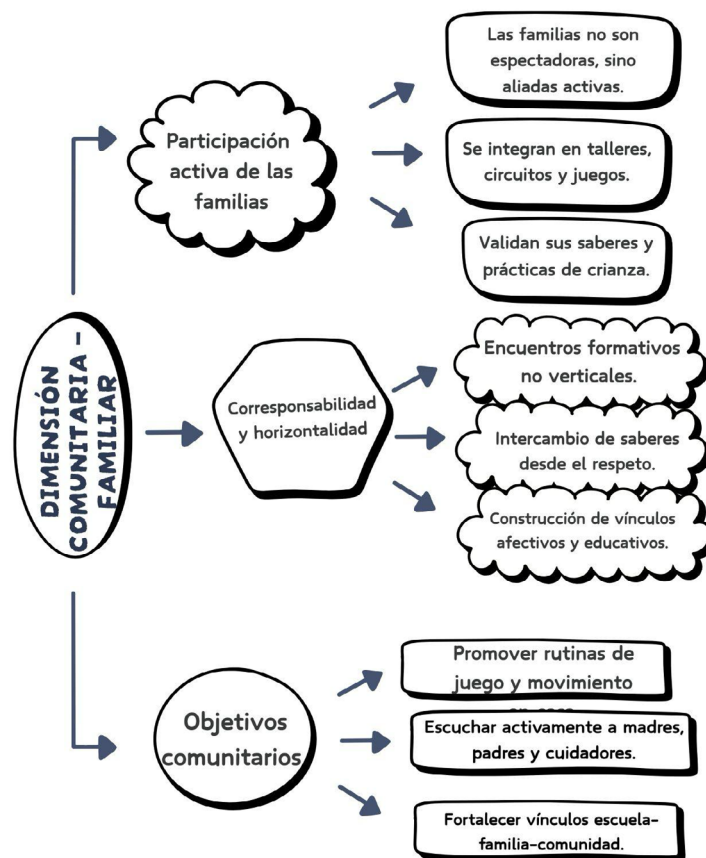 DIMENSIÓN
COMUNITARIA –
FAMILIAR
Participación
activa de las
familias
Las familias no son
espectadoras, sino
aliadas activas.
Se integran en talleres,
circuitos y juegos.
Validan sus saberes y
prácticas de crianza.
Corresponsabilidad
y horizontalidad
Encuentros formativos
no verticales.
Intercambio de saberes
desde el respeto.
Construcción de vínculos
afectivos y educativos.
Objetivos
comunitarios
Promover rutinas de
juego y movimiento
Escuchar activamente a madres,
padres y cuidadores.
Fortalecer vínculos escuela-
familia-comunidad.